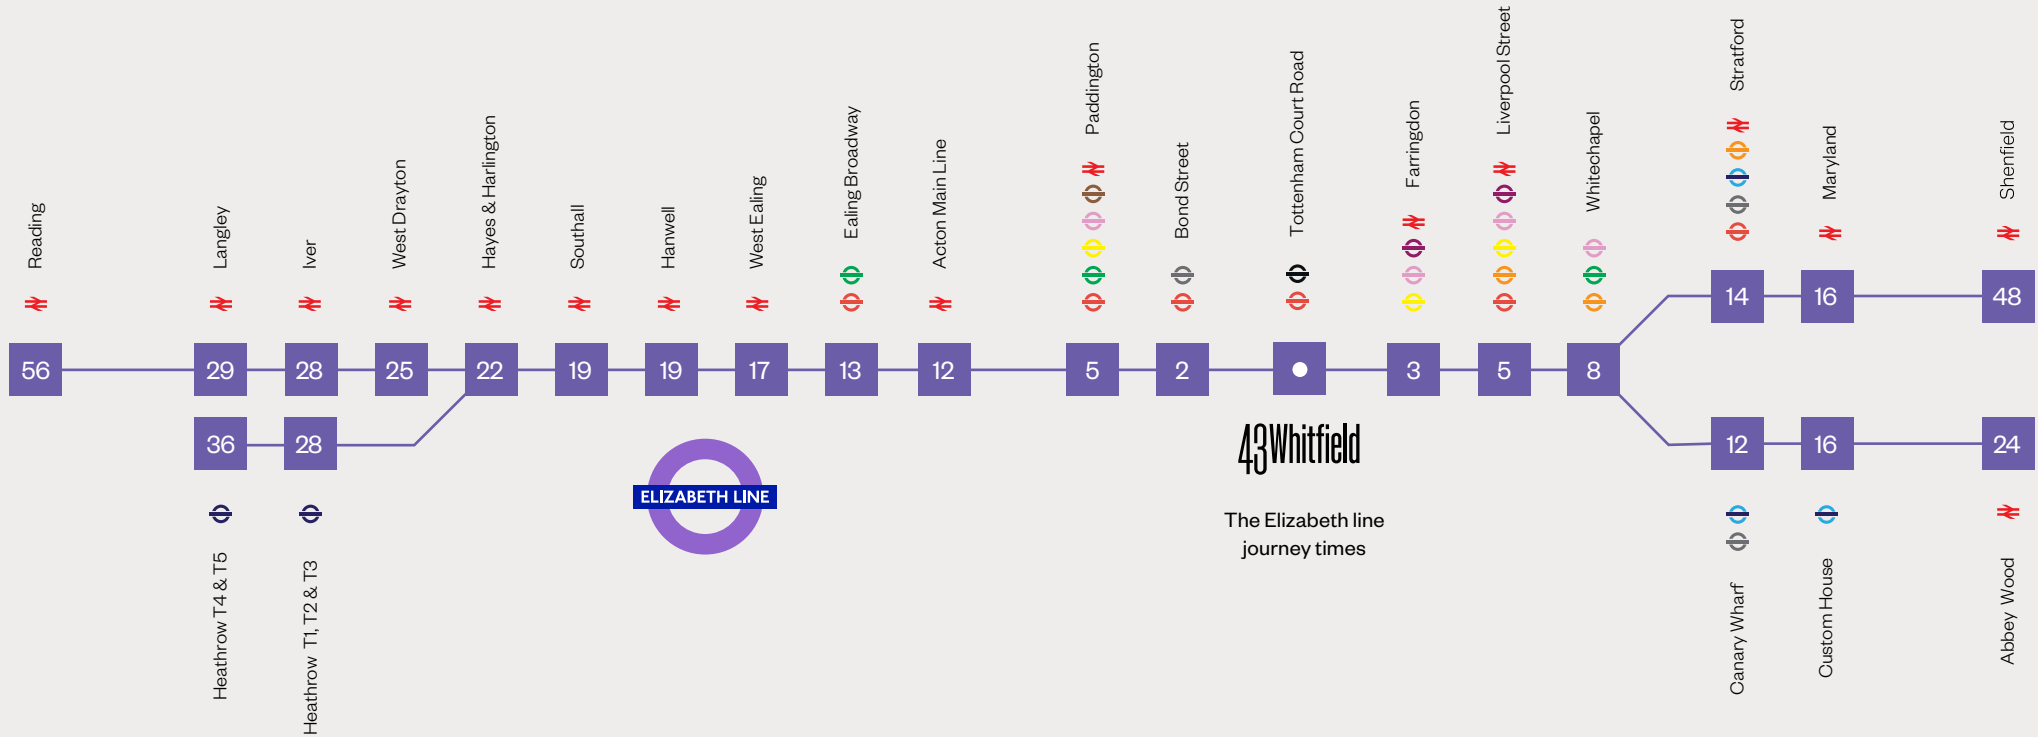 Reading
Langley
Iver
West Drayton
Hayes & Harlington
Southall
Hanwell
West Ealing
Ealing Broadway
Acton Main Line
Paddington
Bond Street
Tottenham Court Road
Farringdon
Liverpool Street
Whitechapel
Stratford
Maryland
Shenfield
14
16
48
56
29
28
25
22
19
19
17
13
12
5
2
3
5
8
36
28
12
16
24
43Whitfield
ELIZABETH LINE
The Elizabeth line
journey times
Heathrow T4 & T5
Heathrow T1, T2 & T3
Canary Wharf
Custom House
Abbey Wood